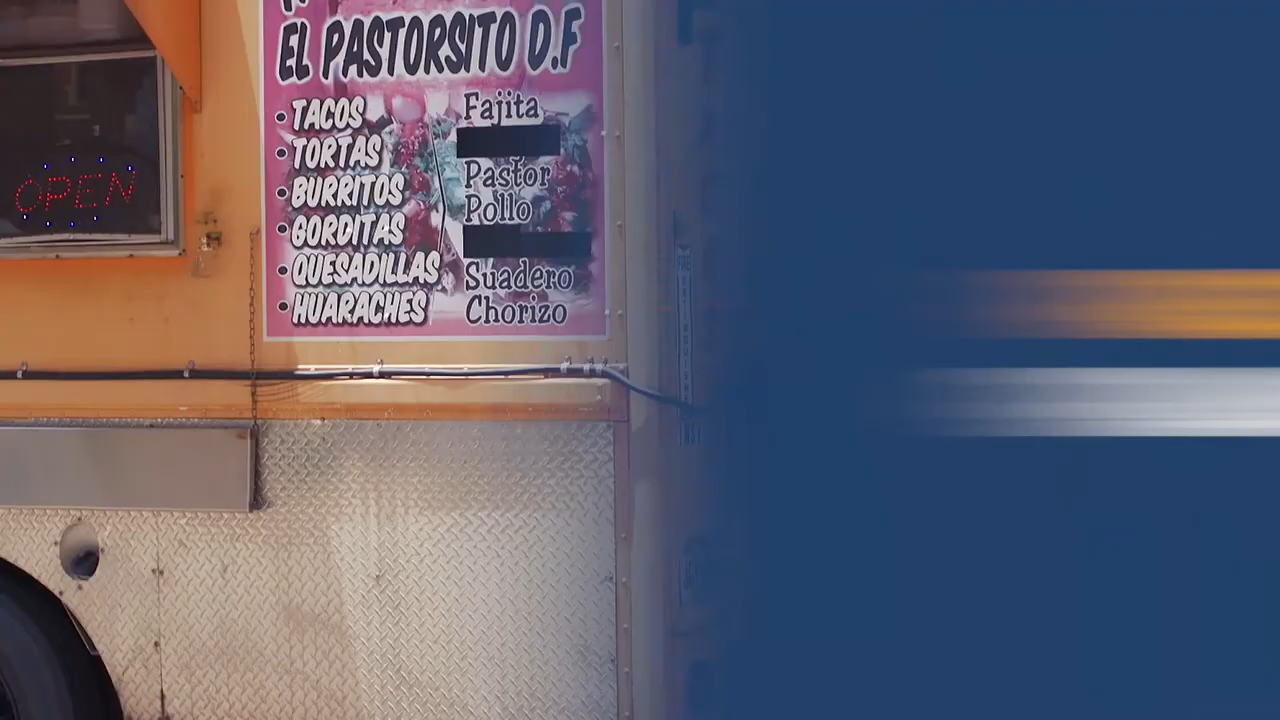 EL PASTORSITO D.F
• TACOS
• TORTAS
• BURRITOS
• GORDITAS
• QUESADILLAS
• HUARACHES
Fajita
Pastor
Pollo
Suadero
Chorizo
OPEN